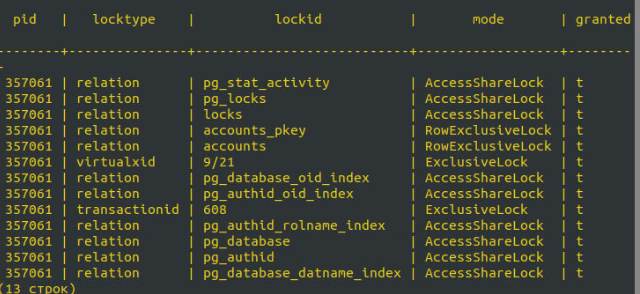 pid | locktype | lockid | mode | granted
-------+---------------+--------------------------+------------------+--------
-
357061 | relation | pg_stat_activity | AccessShareLock | t
357061 | relation | pg_locks | AccessShareLock | t
357061 | relation | locks | AccessShareLock | t
357061 | relation | accounts_pkey | RowExclusiveLock | t
357061 | relation | accounts | RowExclusiveLock | t
357061 | virtualxid | 9/21 | ExclusiveLock | t
357061 | relation | pg_database_oid_index | AccessShareLock | t
357061 | relation | pg_authid_oid_index | AccessShareLock | t
357061 | transactionid | 608 | ExclusiveLock | t
357061 | relation | pg_authid_rolname_index | AccessShareLock | t
357061 | relation | pg_database | AccessShareLock | t
357061 | relation | pg_authid | AccessShareLock | t
357061 | relation | pg_database_datname_index | AccessShareLock | t
(13 строк)